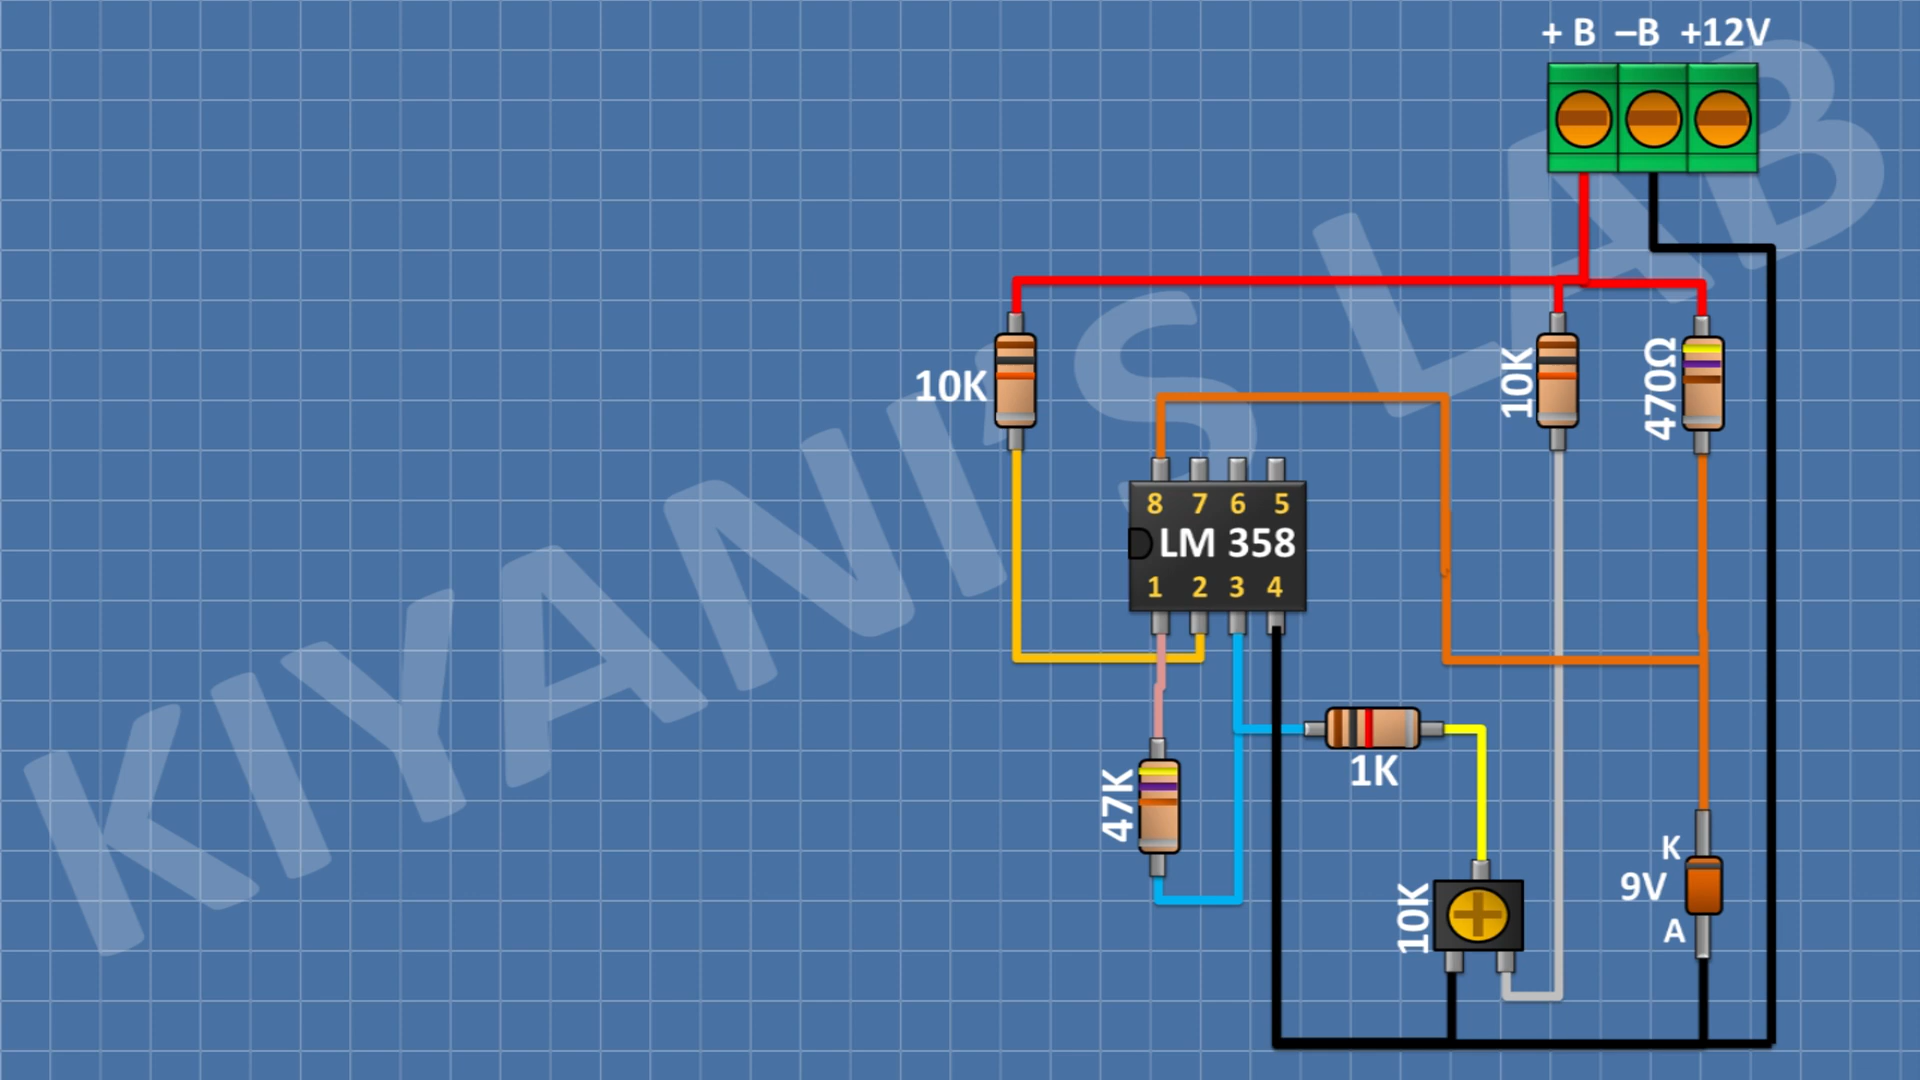 + B –B +12V
10K
10K
470Ω
8 7 6 5
LM 358
1 2 3 4
1K
47K
10K
K
9V
A
KIYANI'S LAB